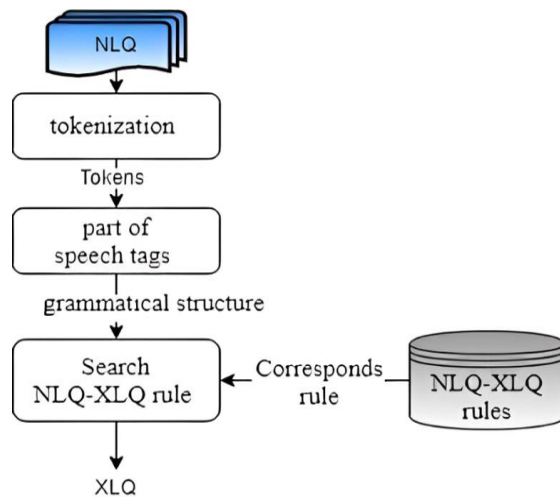 NLQ
tokenization
Tokens
part of
speech tags
grammatical structure
Search
NLQ-XLQ rule
Corresponds
rule
NLQ-XLQ
rules
XLQ